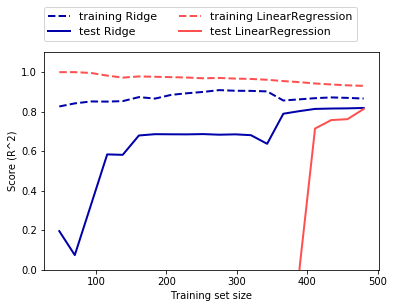 training Ridge
test Ridge
training LinearRegression
test LinearRegression
Score (R^2)
1.0
0.8
0.6
0.4
0.2
0.0
100
200
300
400
500
Training set size